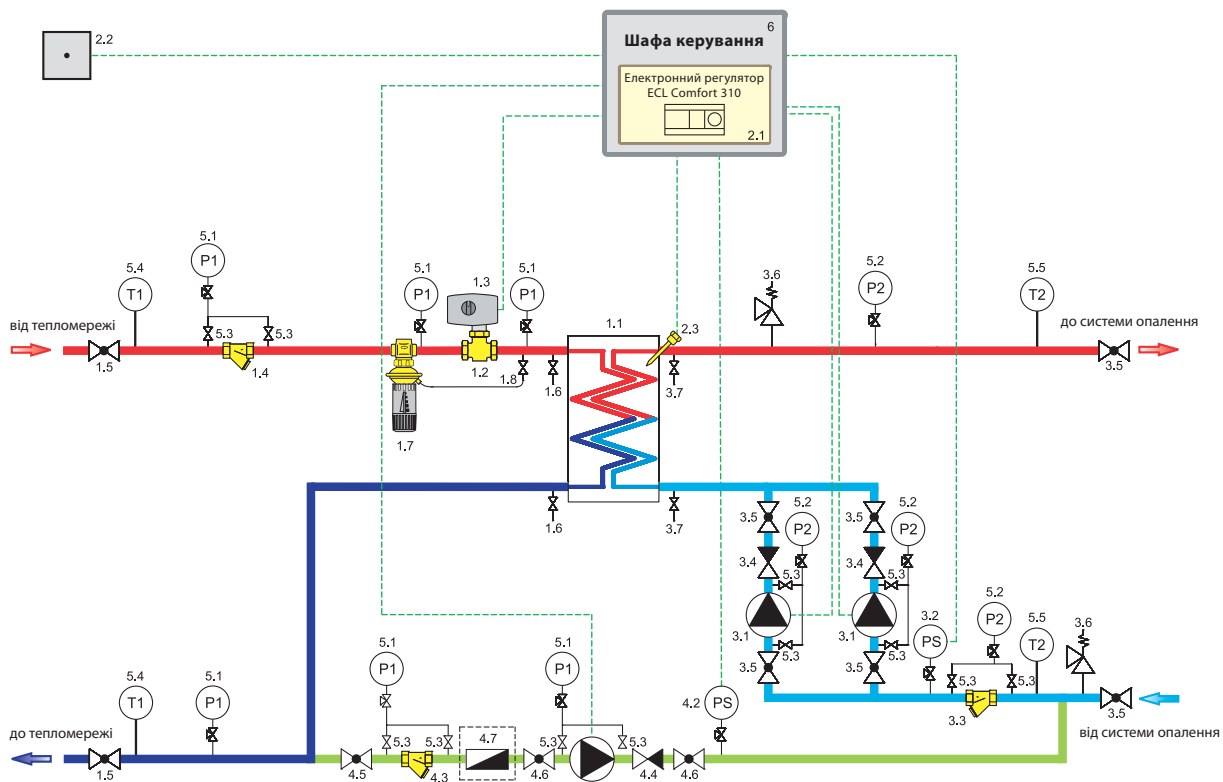 6
Шафа керування
2.2
Електронний регулятор
ECL Comfort 310
2.1
5.1
P1
5.4
T1
5.3
5.3
від тепломережі
1.5
1.4
5.1
P1
1.3
5.1
P1
1.2
1.8
1.7
1.6
1.1
2.3
3.7
3.6
5.2
P2
5.5
T2
до системи опалення
3.5
1.6
3.7
3.5
5.2
P2
3.4
5.3
3.1
5.3
3.5
3.5
5.2
P2
3.4
5.3
3.1
5.3
3.5
3.2
PS
5.2
P2
5.3
5.3
3.3
5.5
T2
3.6
3.5
від системи опалення
5.4
T1
5.1
P1
до тепломережі
1.5
5.1
P1
5.3
5.3
4.5
4.3
4.7
4.6
5.1
P1
5.3
5.3
4.4
4.6
4.2
PS